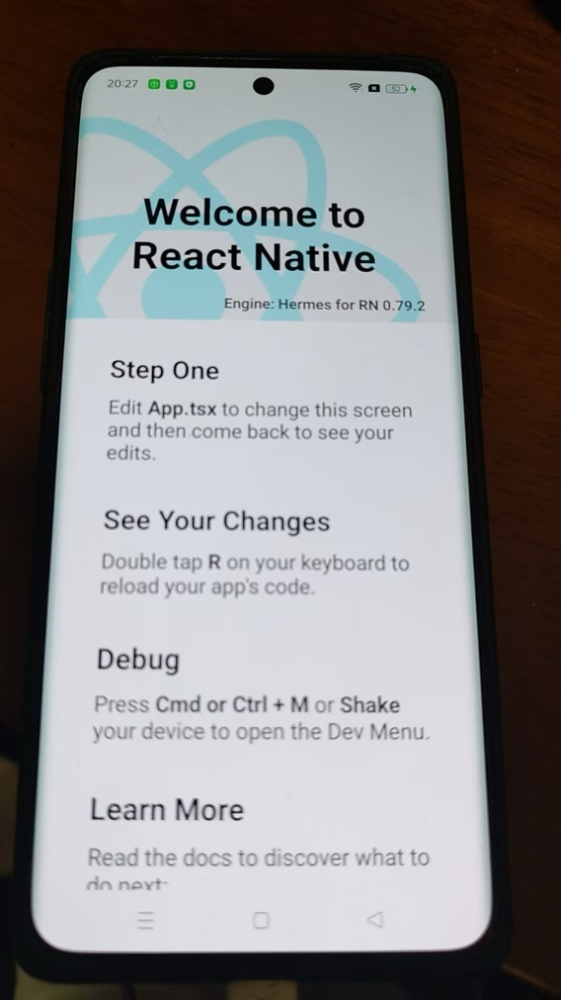 20:27
52
Welcome to
React Native
Engine: Hermes for RN 0.79.2
Step One
Edit App.tsx to change this screen
and then come back to see your
edits.
See Your Changes
Double tap R on your keyboard to
reload your app's code.
Debug
Press Cmd or Ctrl + M or Shake
your device to open the Dev Menu.
Learn More
Read the docs to discover what to
do next: